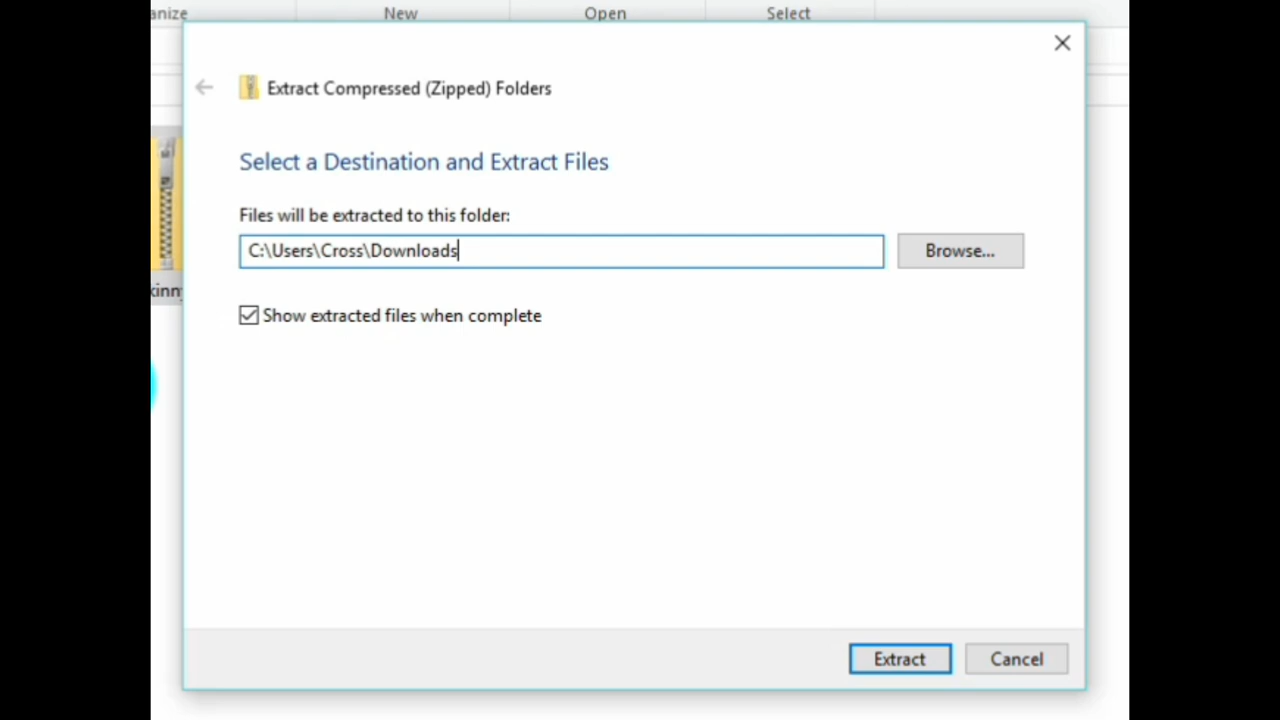 anize New Open Select
Extract Compressed (Zipped) Folders
Select a Destination and Extract Files
Files will be extracted to this folder:
C:\Users\Cross\Downloads
Browse...
kinn
Show extracted files when complete
Extract Cancel